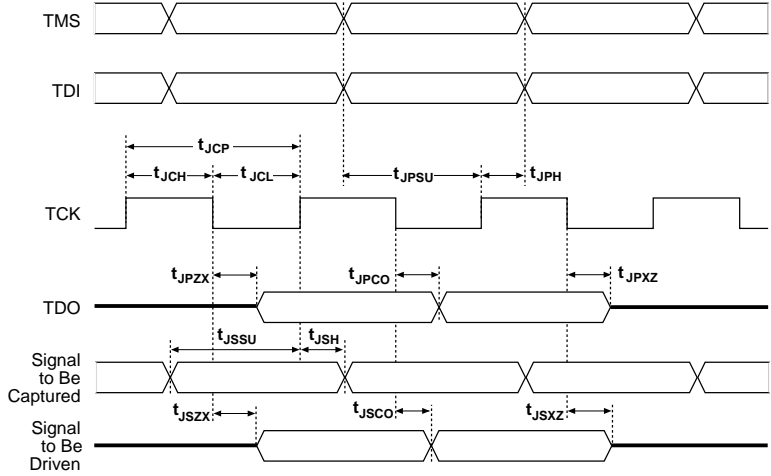 TMS
TDI
tJCP
tJCH tJCL tJPSU tJPH
TCK
tJPZX tJPCO tJPXZ
TDO
tJSSU tJSH
Signal
to Be
Captured
tJSZX tJSCO tJSXZ
Signal
to Be
Driven